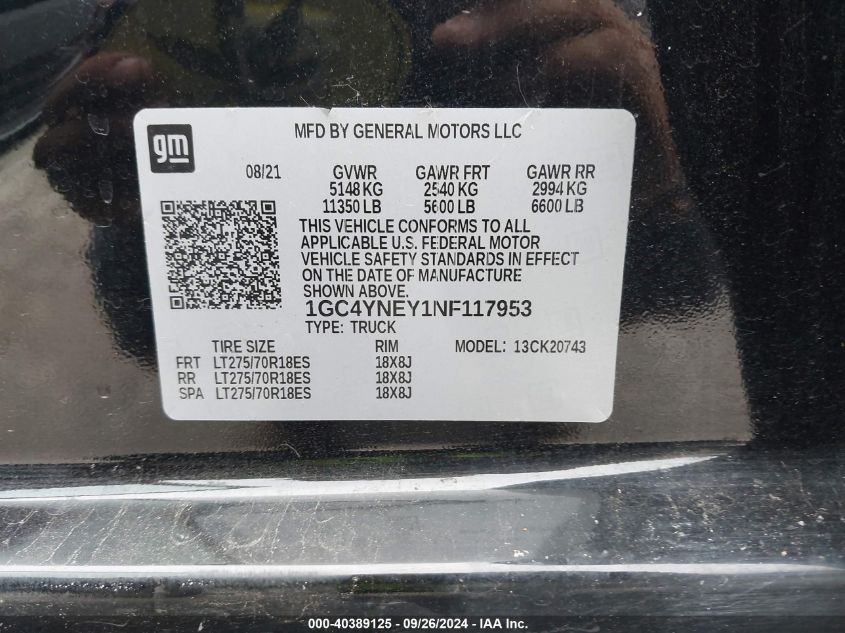 gm
MFD BY GENERAL MOTORS LLC
08/21 GVWR GAWR FRT GAWR RR
5148 KG 2540 KG 2994 KG
11350 LB 5600 LB 6600 LB
THIS VEHICLE CONFORMS TO ALL
APPLICABLE U.S. FEDERAL MOTOR
VEHICLE SAFETY STANDARDS IN EFFECT
ON THE DATE OF MANUFACTURE
SHOWN ABOVE.
1GC4YNEY1NF117953
TYPE: TRUCK
TIRE SIZE RIM MODEL: 13CK20743
FRT LT275/70R18ES 18X8J
RR LT275/70R18ES 18X8J
SPA LT275/70R18ES 18X8J
000-40389125 - 09/26/2024 - IAA Inc.